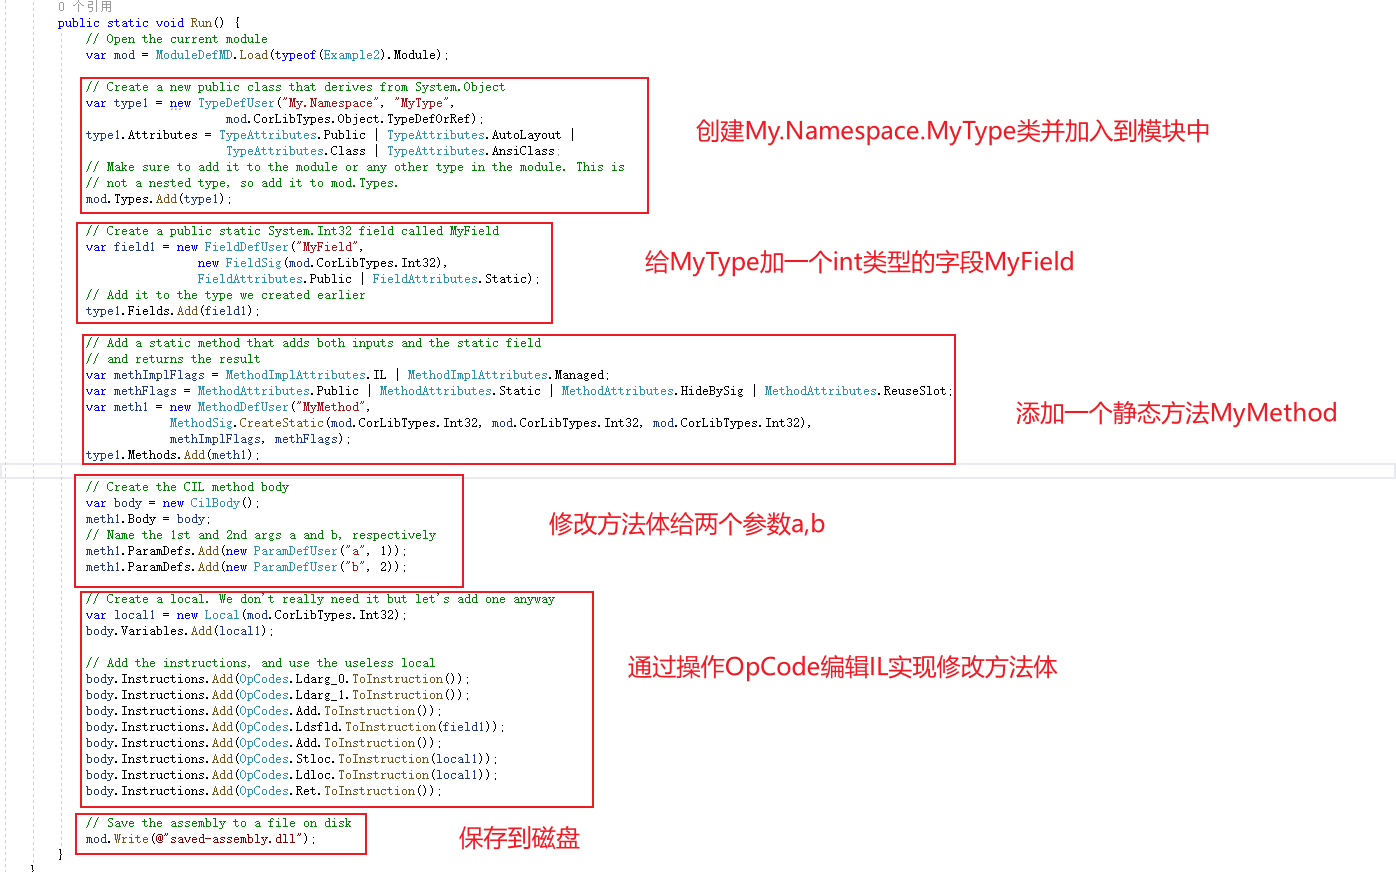 0 个引用
public static void Run() {
// Open the current module
var mod = ModuleDefMD.Load(typeof(Example2).Module);
// Create a new public class that derives from System.Object
var type1 = new TypeDefUser("My.Namespace", "MyType",
mod.CorLibTypes.Object.TypeDefOrRef);
type1.Attributes = TypeAttributes.Public | TypeAttributes.AutoLayout |
TypeAttributes.Class | TypeAttributes.AnsiClass;
// Make sure to add it to the module or any other type in the module. This is
// not a nested type, so add it to mod.Types.
mod.Types.Add(type1);
创建My.Namespace.MyType类并加入到模块中
// Create a public static System.Int32 field called MyField
var field1 = new FieldDefUser("MyField",
new FieldSig(mod.CorLibTypes.Int32),
FieldAttributes.Public | FieldAttributes.Static);
// Add it to the type we created earlier
type1.Fields.Add(field1);
给MyType加一个int类型的字段MyField
// Add a static method that adds both inputs and the static field
// and returns the result
var methImplFlags = MethodImplAttributes.IL | MethodImplAttributes.Managed;
var methFlags = MethodAttributes.Public | MethodAttributes.Static | MethodAttributes.HideBySig | MethodAttributes.ReuseSlot;
var meth1 = new MethodDefUser("MyMethod",
MethodSig.CreateStatic(mod.CorLibTypes.Int32, mod.CorLibTypes.Int32, mod.CorLibTypes.Int32),
methImplFlags, methFlags);
type1.Methods.Add(meth1);
添加一个静态方法MyMethod
// Create the CIL method body
var body = new CilBody();
meth1.Body = body;
// Name the 1st and 2nd args a and b, respectively
meth1.ParamDefs.Add(new ParamDefUser("a", 1));
meth1.ParamDefs.Add(new ParamDefUser("b", 2));
修改方法体给两个参数a,b
// Create a local. We don't really need it but let's add one anyway
var local1 = new Local(mod.CorLibTypes.Int32);
body.Variables.Add(local1);
// Add the instructions, and use the useless local
body.Instructions.Add(OpCodes.Ldarg_0.ToInstruction());
body.Instructions.Add(OpCodes.Ldarg_1.ToInstruction());
body.Instructions.Add(OpCodes.Add.ToInstruction());
body.Instructions.Add(OpCodes.Ldsfld.ToInstruction(field1));
body.Instructions.Add(OpCodes.Add.ToInstruction());
body.Instructions.Add(OpCodes.Stloc.ToInstruction(local1));
body.Instructions.Add(OpCodes.Ldloc.ToInstruction(local1));
body.Instructions.Add(OpCodes.Ret.ToInstruction());
通过操作OpCode编辑IL实现修改方法体
// Save the assembly to a file on disk
mod.Write(@"saved-assembly.dll");
保存到磁盘
}
}